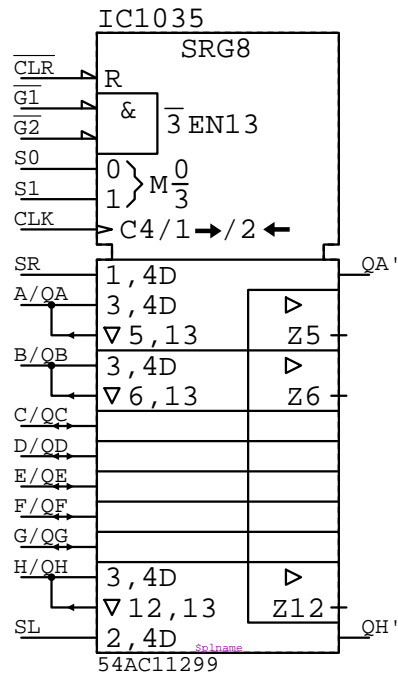 IC1035
SRG8
CLR
R
G1
&
3EN13
G2
S0
0
M 0/3
S1
1
CLK
C4/1→/2←
SR
1,4D
QA'
A/QA
3,4D
▷
▽5,13
Z5
B/QB
3,4D
▷
▽6,13
Z6
C/QC
D/QD
E/QE
F/QF
G/QG
H/QH
3,4D
▷
▽12,13
Z12
SL
2,4D
QH'
$plname
54AC11299